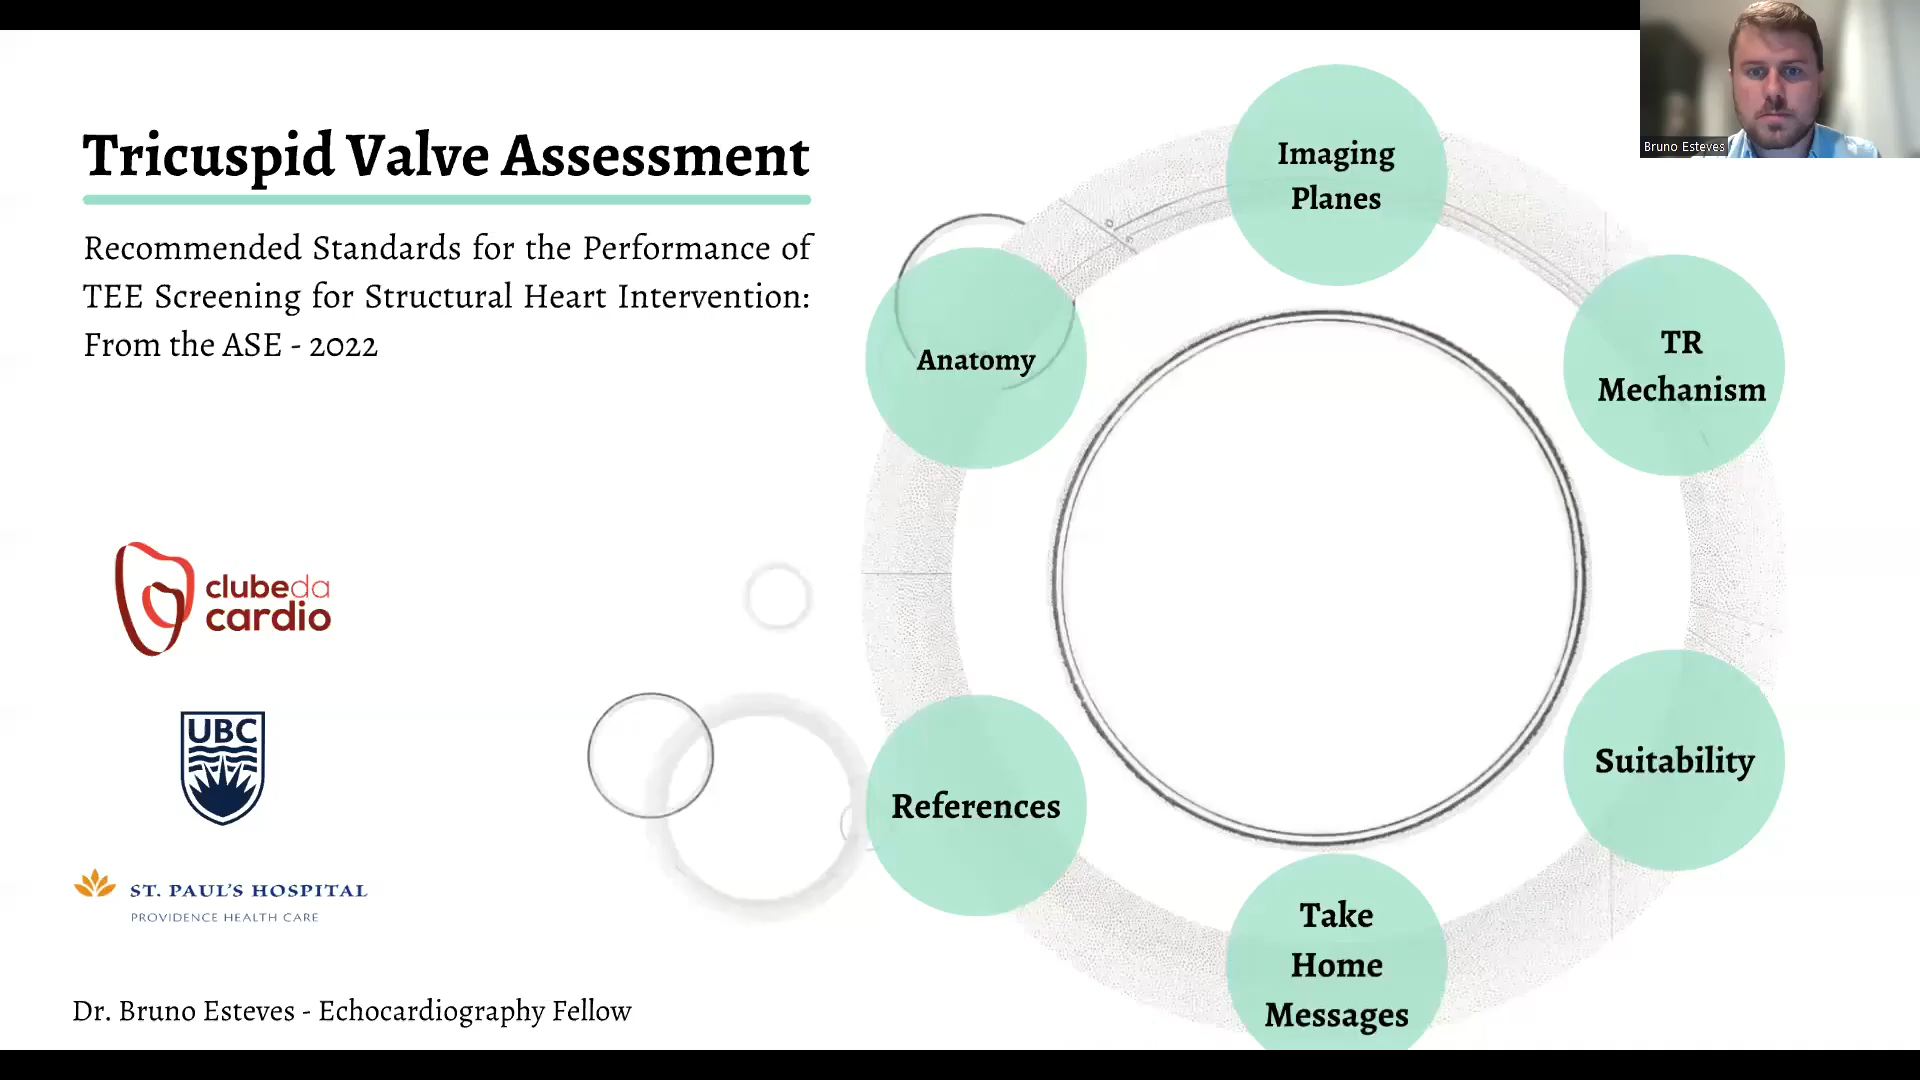 Tricuspid Valve Assessment
Recommended Standards for the Performance of
TEE Screening for Structural Heart Intervention:
From the ASE - 2022
clubeda
cardio
UBC
ST. PAUL'S HOSPITAL
PROVIDENCE HEALTH CARE
Dr. Bruno Esteves - Echocardiography Fellow
Anatomy
Imaging
Planes
TR
Mechanism
Suitability
Take
Home
Messages
References
Bruno Esteves